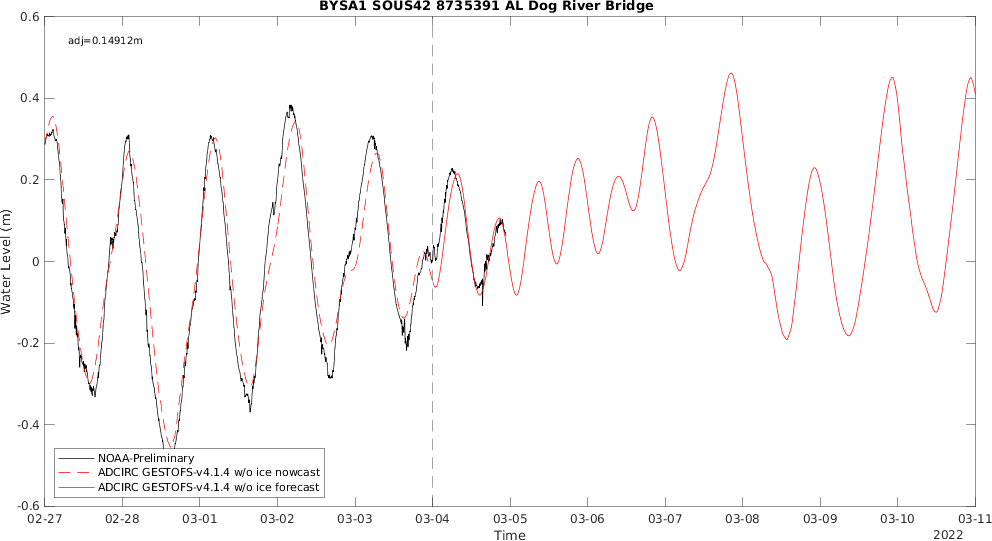 BYSA1 SOUS42 8735391 AL Dog River Bridge
adj=0.14912m
0.6
0.4
0.2
0
-0.2
-0.4
-0.6
Water Level (m)
NOAA-Preliminary
ADCIRC GESTOFS-v4.1.4 w/o ice nowcast
ADCIRC GESTOFS-v4.1.4 w/o ice forecast
02-27 02-28 03-01 03-02 03-03 03-04 03-05 03-06 03-07 03-08 03-09 03-10 03-11
Time
2022